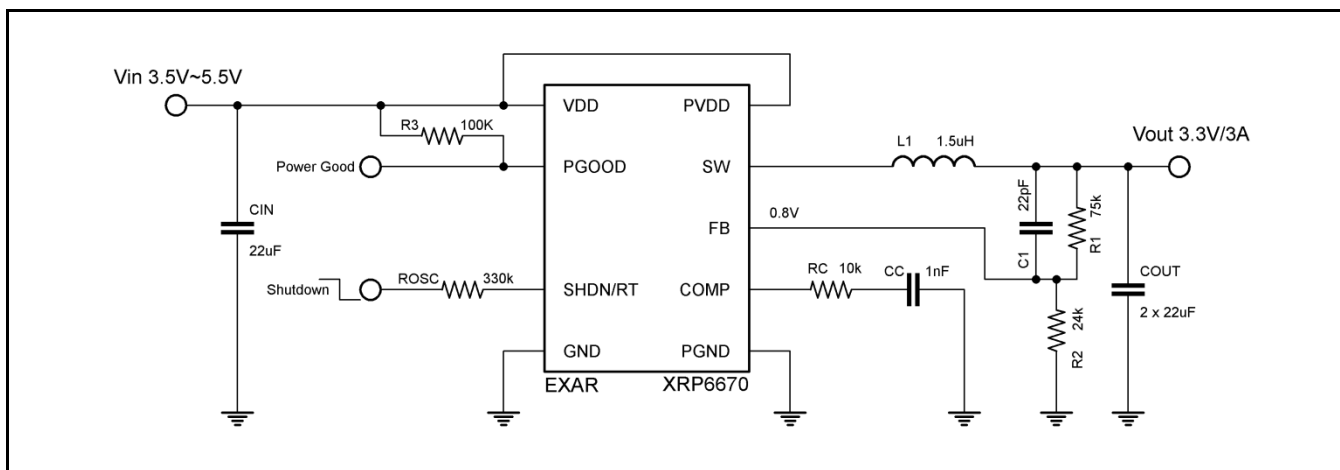 Vin 3.5V~5.5V
VDD
PVDD
R3
100K
L1
1.5uH
Vout 3.3V/3A
Power Good
PGOOD
SW
22pF
75k
CIN
22uF
0.8V
FB
C1
R1
COUT
2 x 22uF
Shutdown
ROSC
330k
SHDN/RT
COMP
RC
10k
CC
1nF
24k
R2
GND
PGND
EXAR
XRP6670